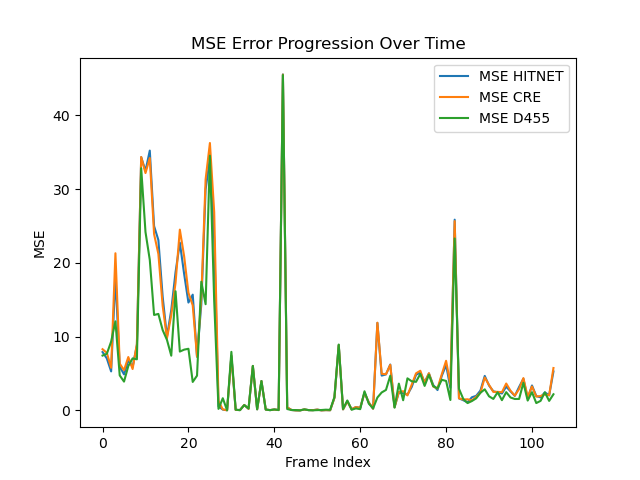 MSE Error Progression Over Time
MSE HITNET
MSE CRE
MSE D455
MSE
40
30
20
10
0
0 20 40 60 80 100
Frame Index